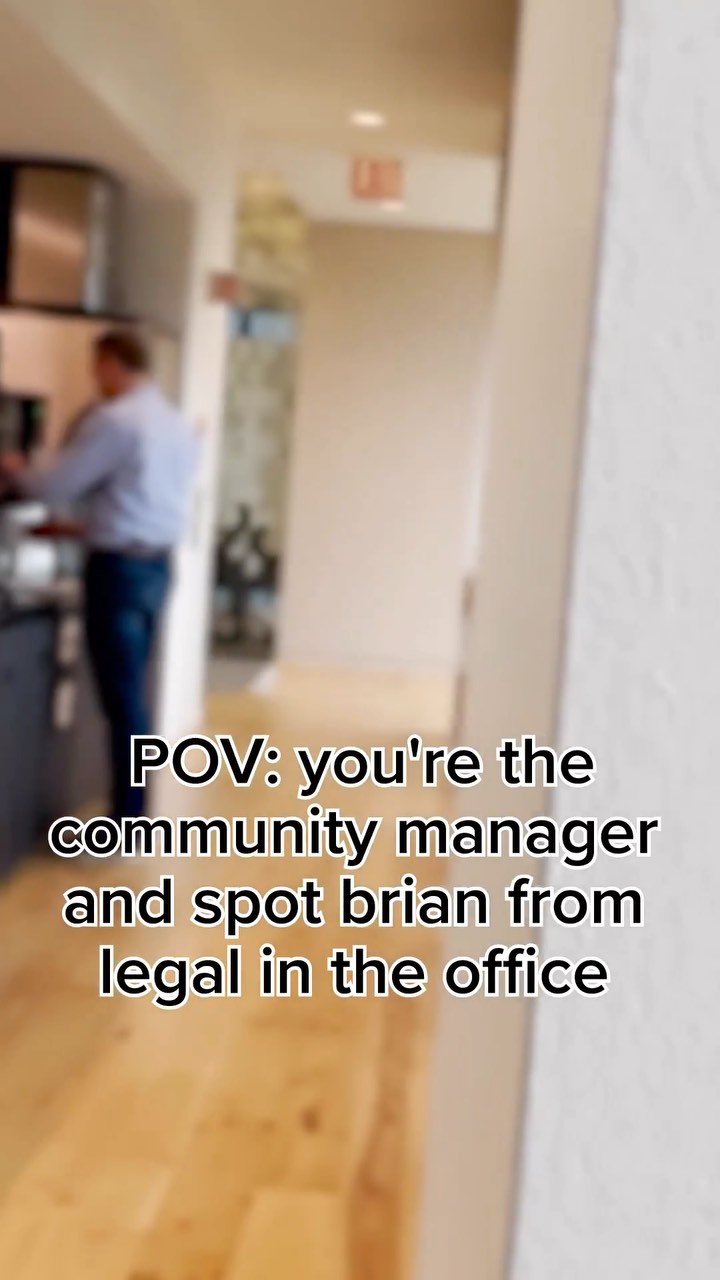 POV: you're the
community manager
and spot brian from
legal in the office